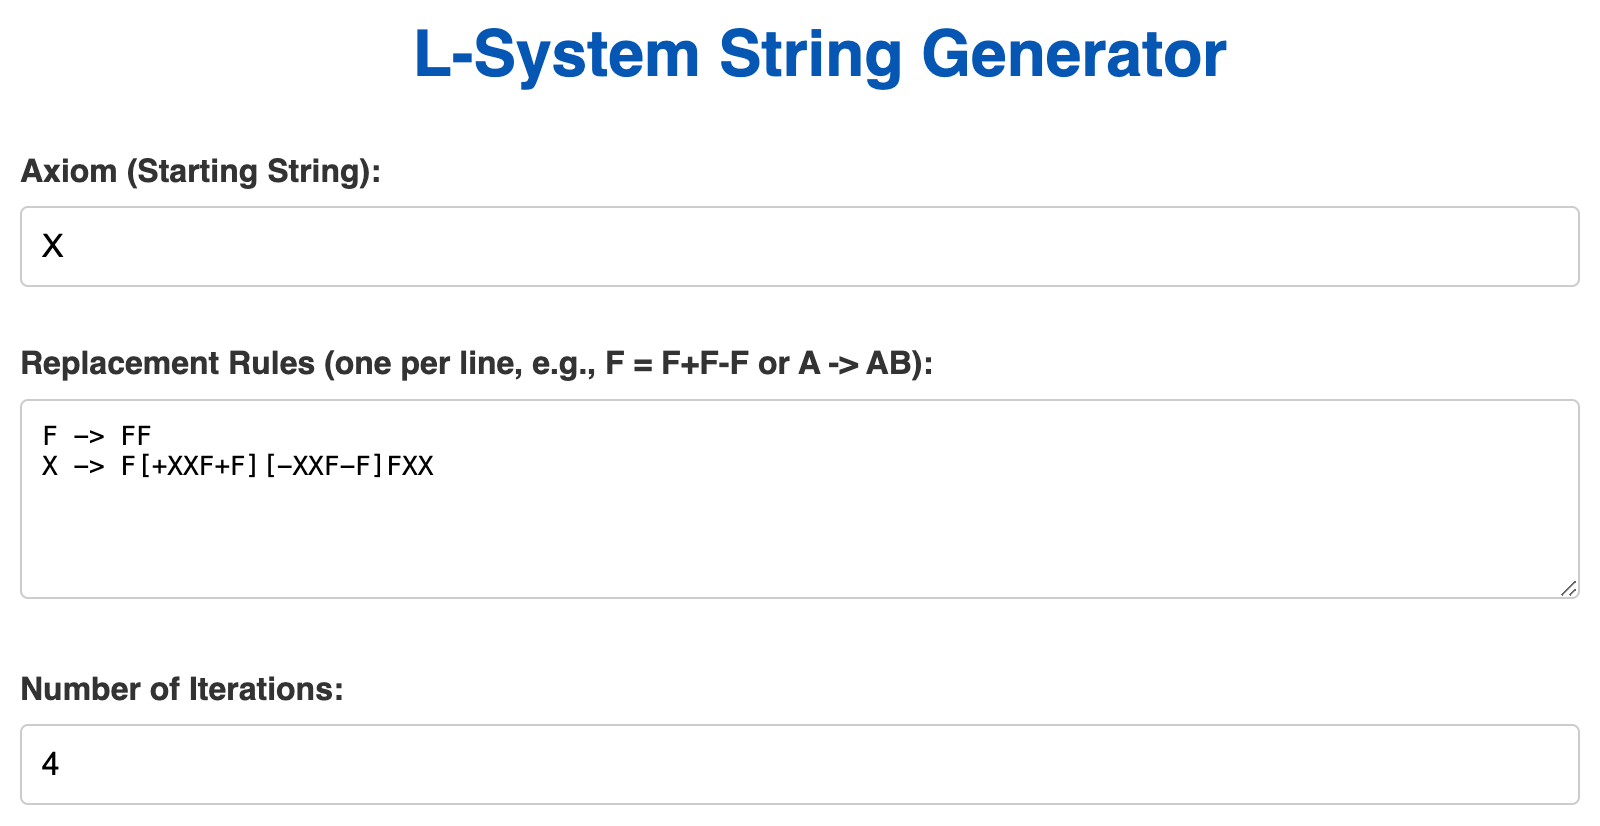 L-System String Generator
Axiom (Starting String):
X
Replacement Rules (one per line, e.g., F = F+F-F or A -> AB):
F -> FF
X -> F[+XXF+F][-XXF-F]FXX
Number of Iterations:
4